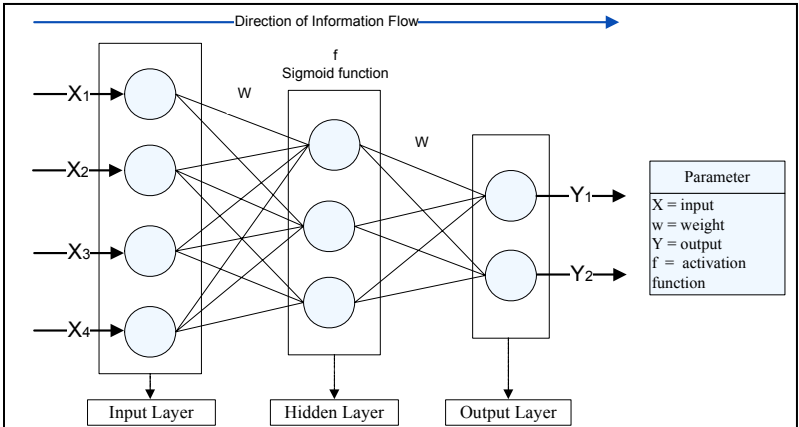 Direction of Information Flow
f
Sigmoid function
W
W
X1
X2
X3
X4
Y1
Y2
Parameter
X = input
w = weight
Y = output
f = activation
function
Input Layer
Hidden Layer
Output Layer